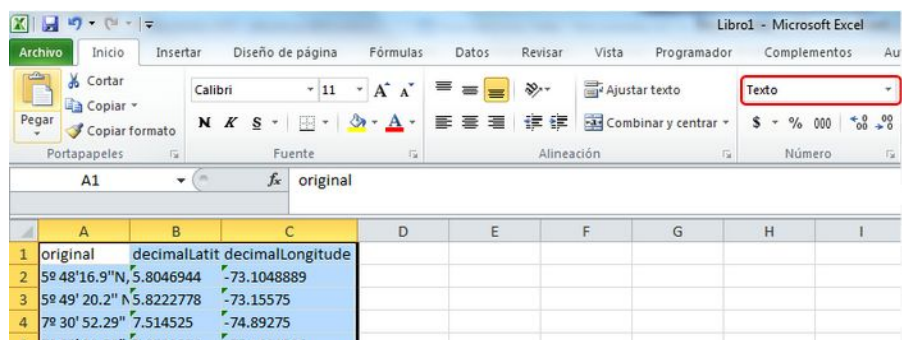 Libro1 - Microsoft Excel
Archivo Inicio Insertar Diseño de página Fórmulas Datos Revisar Vista Programador Complementos Au
Cortar
Copiar
Copiar formato
Pegar
Portapapeles
Calibri 11 A A
N K S A
Fuente
Ajustar texto
Combinar y centrar
Alineación
Texto
$ % 000
Número
A1 fx original
A B C D E F G H I
1 original decimalLatit decimalLongitude
2 5º 48'16.9"N, 5.8046944 -73.1048889
3 5º 49' 20.2" N 5.8222778 -73.15575
4 7º 30' 52.29" 7.514525 -74.89275